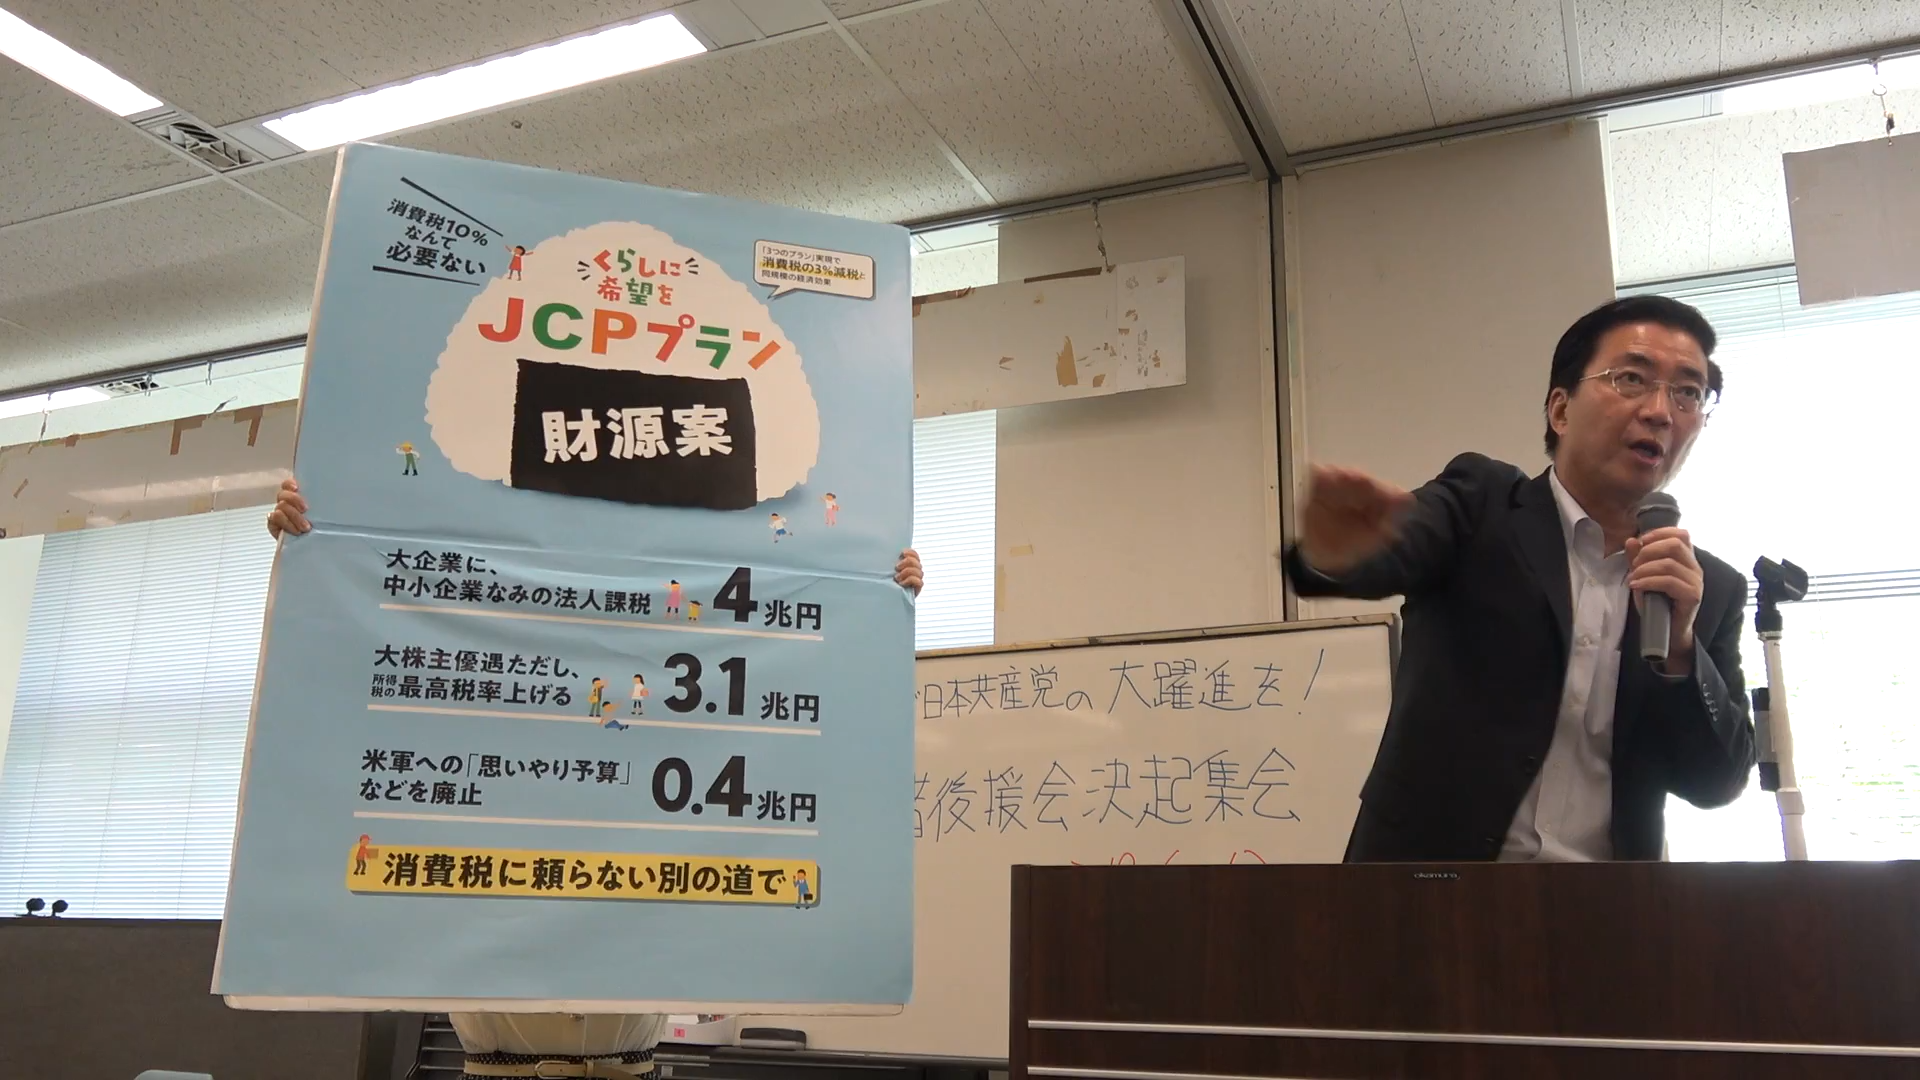 消費税10%
なんて
必要ない
くらしに
希望を
JCPプラン
財源案
「3つのプラン」実現で
消費税の3%減税と
同規模の経済効果
大企業に、
中小企業なみの法人課税 4兆円
大株主優遇ただし、
所得税の最高税率上げる 3.1兆円
米軍への「思いやり予算」
などを廃止 0.4兆円
消費税に頼らない別の道で
日本共産党の大躍進を!
後援会決起集会
okamura